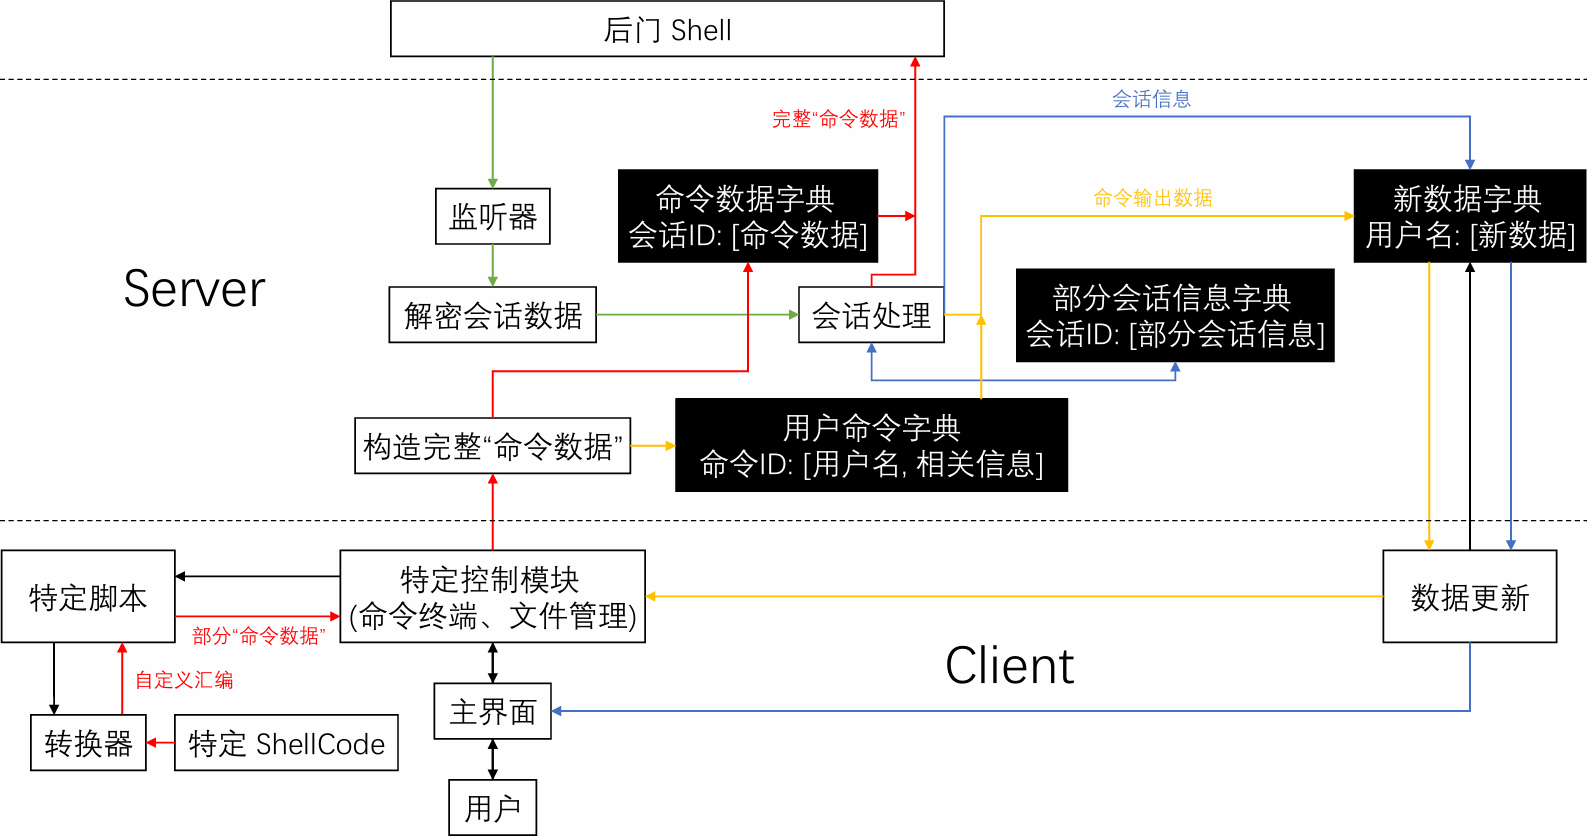 后门 Shell
会话信息
完整“命令数据”
命令数据字典
会话ID: [命令数据]
命令输出数据
新数据字典
用户名: [新数据]
监听器
Server
解密会话数据
会话处理
部分会话信息字典
会话ID: [部分会话信息]
构造完整“命令数据”
用户命令字典
命令ID: [用户名, 相关信息]
特定脚本
特定控制模块
(命令终端、文件管理)
数据更新
部分“命令数据”
自定义汇编
Client
主界面
转换器
特定 ShellCode
用户